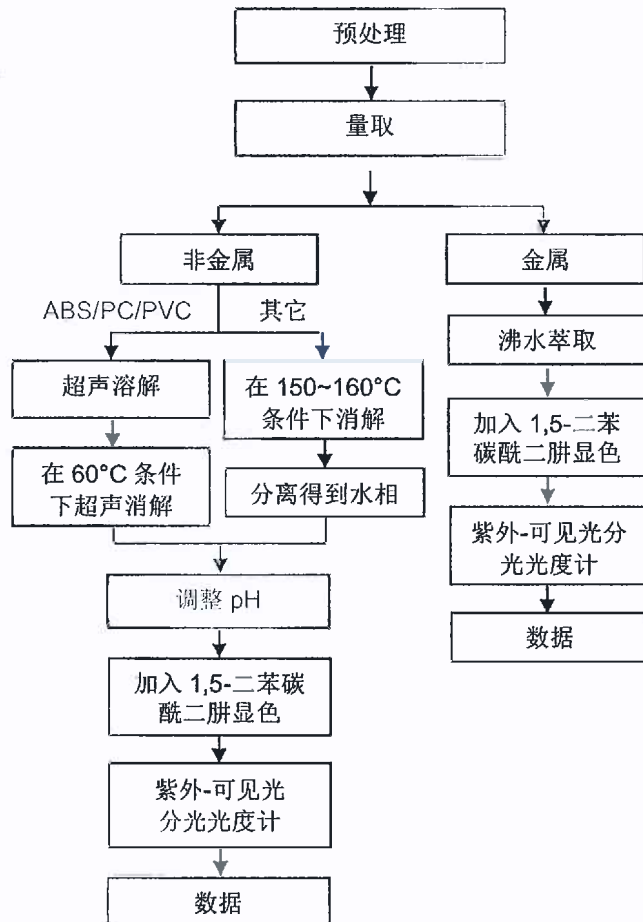 预处理
量取
非金属
金属
ABS/PC/PVC
其它
沸水萃取
超声溶解
在 150~160°C
条件下消解
加入 1,5-二苯
碳酰二肼显色
在 60°C 条件
下超声消解
分离得到水相
紫外-可见光分
光光度计
调整 pH
数据
加入 1,5-二苯碳
酰二肼显色
紫外-可见光
分光光度计
数据